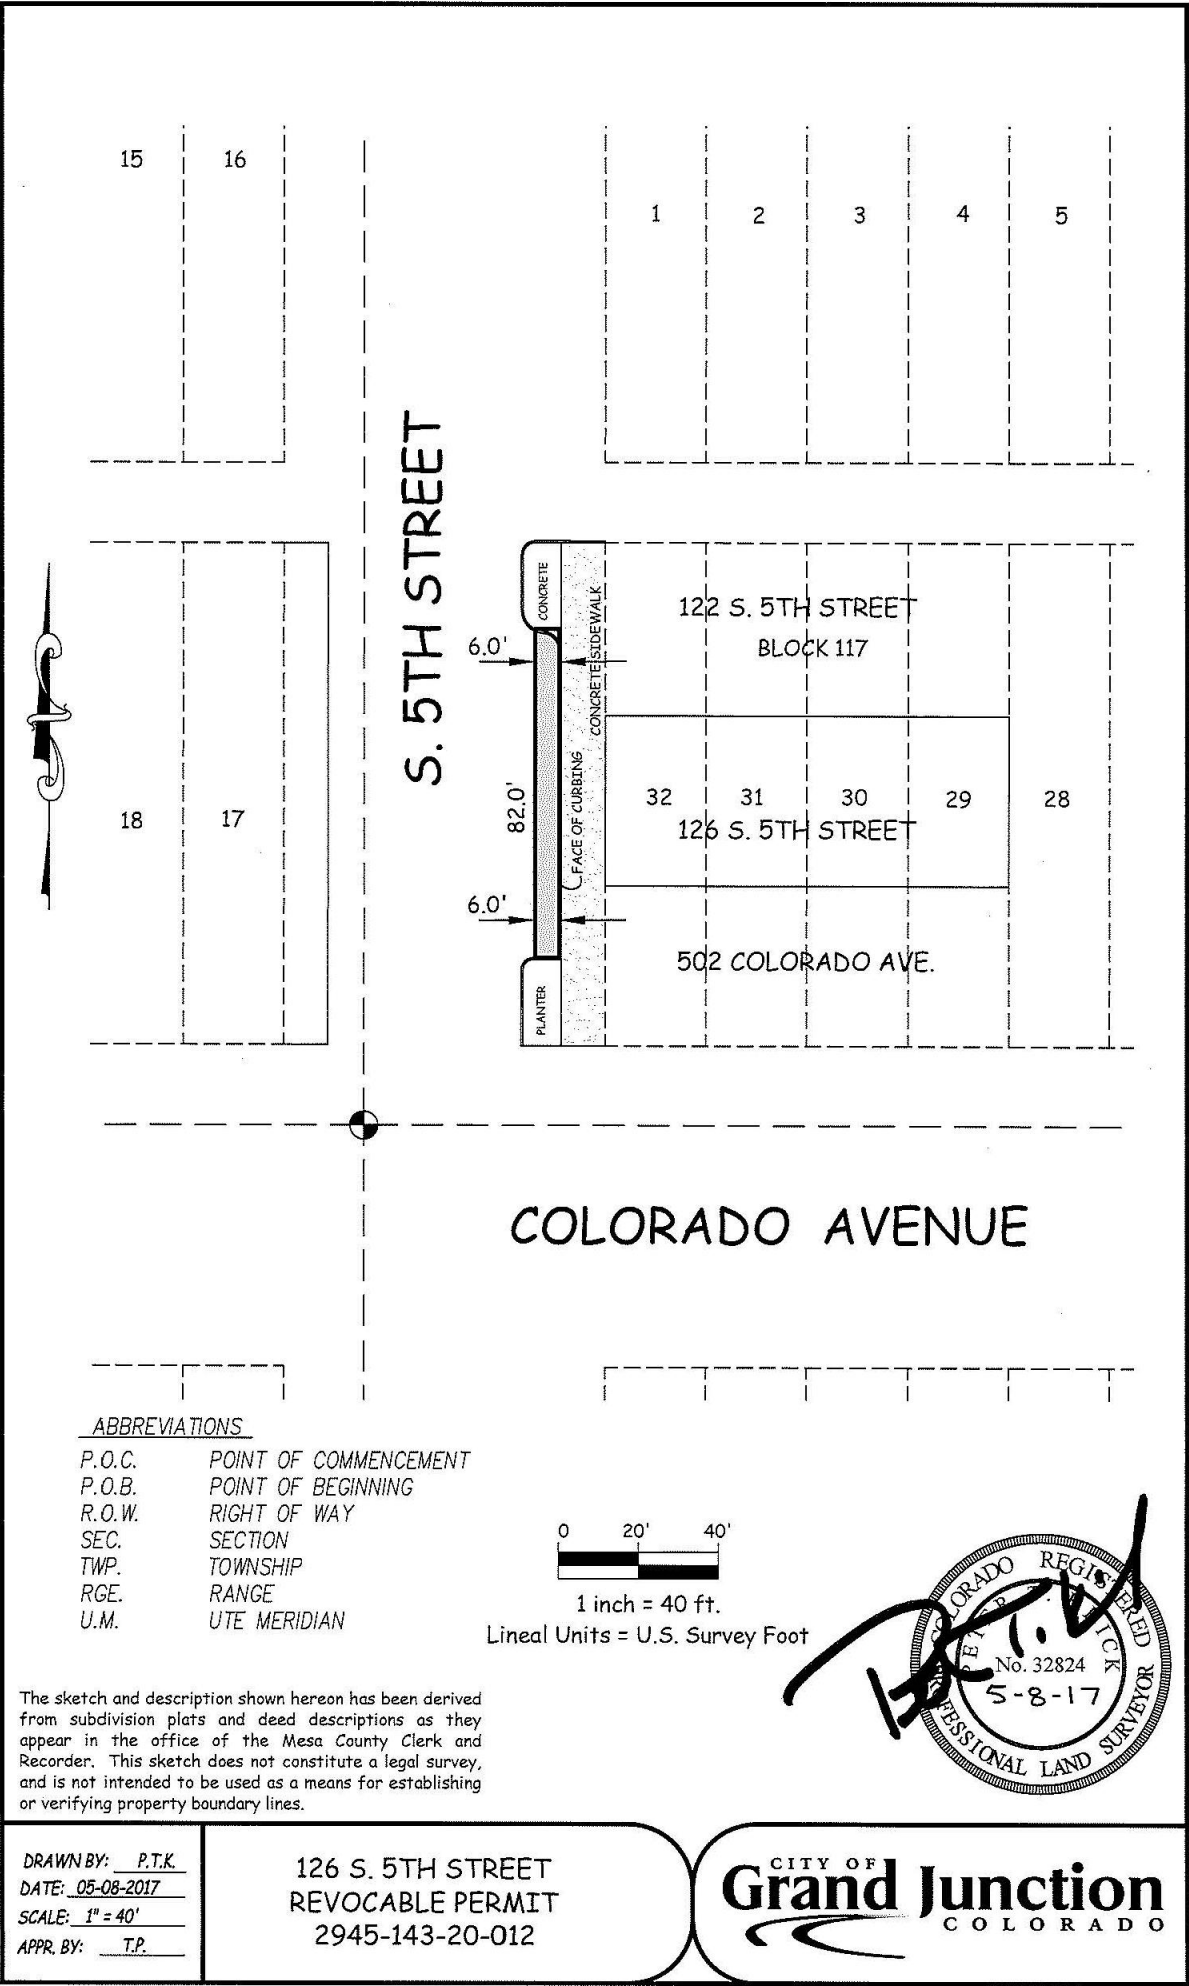 15
16
1
2
3
4
5
S. 5TH STREET
CONCRETE
CONCRETE SIDEWALK
122 S. 5TH STREET
BLOCK 117
6.0'
82.0'
FACE OF CURBING
18
17
32
31
30
29
28
126 S. 5TH STREET
6.0'
502 COLORADO AVE.
PLANTER
COLORADO AVENUE
ABBREVIATIONS
P.O.C. POINT OF COMMENCEMENT
P.O.B. POINT OF BEGINNING
R.O.W. RIGHT OF WAY
SEC. SECTION
TWP. TOWNSHIP
RGE. RANGE
U.M. UTE MERIDIAN
0 20' 40'
1 inch = 40 ft.
Lineal Units = U.S. Survey Foot
COLORADO REGISTERED
PROFESSIONAL LAND SURVEYOR
No. 32824
5-8-17
The sketch and description shown hereon has been derived
from subdivision plats and deed descriptions as they
appear in the office of the Mesa County Clerk and
Recorder. This sketch does not constitute a legal survey,
and is not intended to be used as a means for establishing
or verifying property boundary lines.
DRAWN BY: P.T.K.
DATE: 05-08-2017
SCALE: 1" = 40'
APPR. BY: T.P.
126 S. 5TH STREET
REVOCABLE PERMIT
2945-143-20-012
CITY OF
Grand Junction
COLORADO